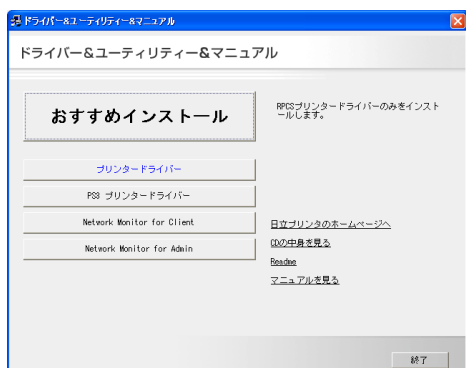 ドライバー&ユーティリティー&マニュアル
ドライバー&ユーティリティー&マニュアル
おすすめインストール
RPCSプリンタードライバーのみをインスト
ールします。
プリンタードライバー
PS3 プリンタードライバー
Network Monitor for Client
Network Monitor for Admin
日立プリンタのホームページへ
CDの中身を見る
Readme
マニュアルを見る
終了